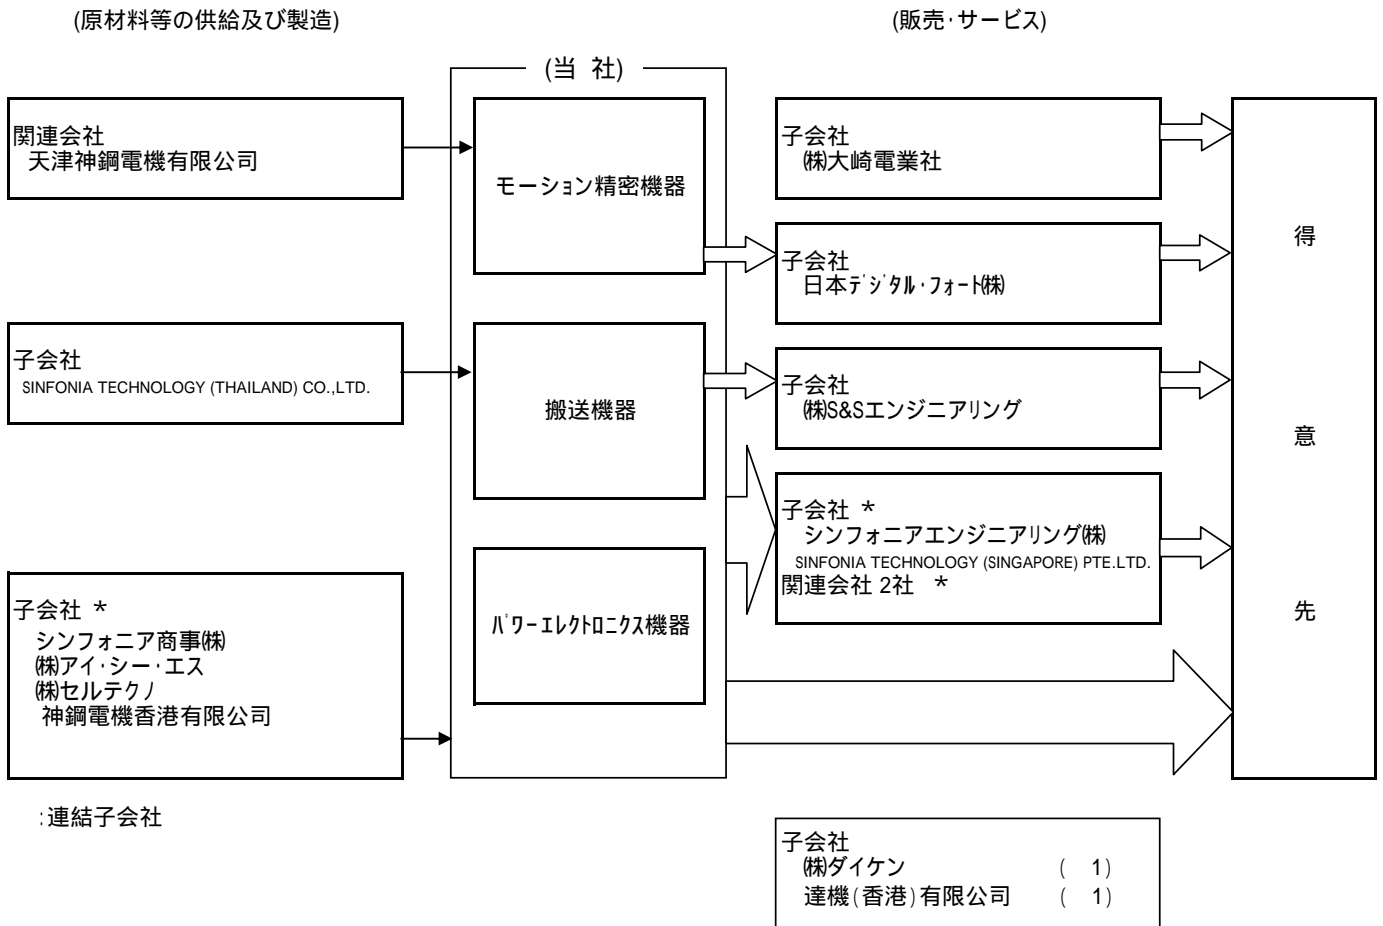 (原材料等の供給及び製造)
(販売･サービス)
(当 社)
関連会社
天津神鋼電機有限公司
モーション精密機器
子会社
㈱大崎電業社
子会社
日本ﾃﾞｼﾞﾀﾙ･ﾌｫｰﾄ㈱
子会社
SINFONIA TECHNOLOGY (THAILAND) CO.,LTD.
搬送機器
子会社
㈱S&Sエンジニアリング
子会社 *
シンフォニアエンジニアリング㈱
SINFONIA TECHNOLOGY (SINGAPORE) PTE.LTD.
関連会社 2社 *
ﾊﾟﾜｰｴﾚｸﾄﾛﾆｸｽ機器
子会社 *
シンフォニア商事㈱
㈱アイ･シー･エス
㈱セルテクノ
神鋼電機香港有限公司
得
意
先
:連結子会社
子会社
㈱ダイケン ( 1)
達機(香港)有限公司 ( 1)